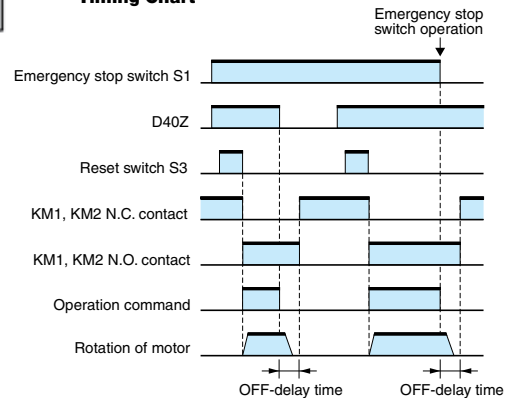 Timing Chart
Emergency stop
switch operation
Emergency stop switch S1
D40Z
Reset switch S3
KM1, KM2 N.C. contact
KM1, KM2 N.O. contact
Operation command
Rotation of motor
OFF-delay time
OFF-delay time